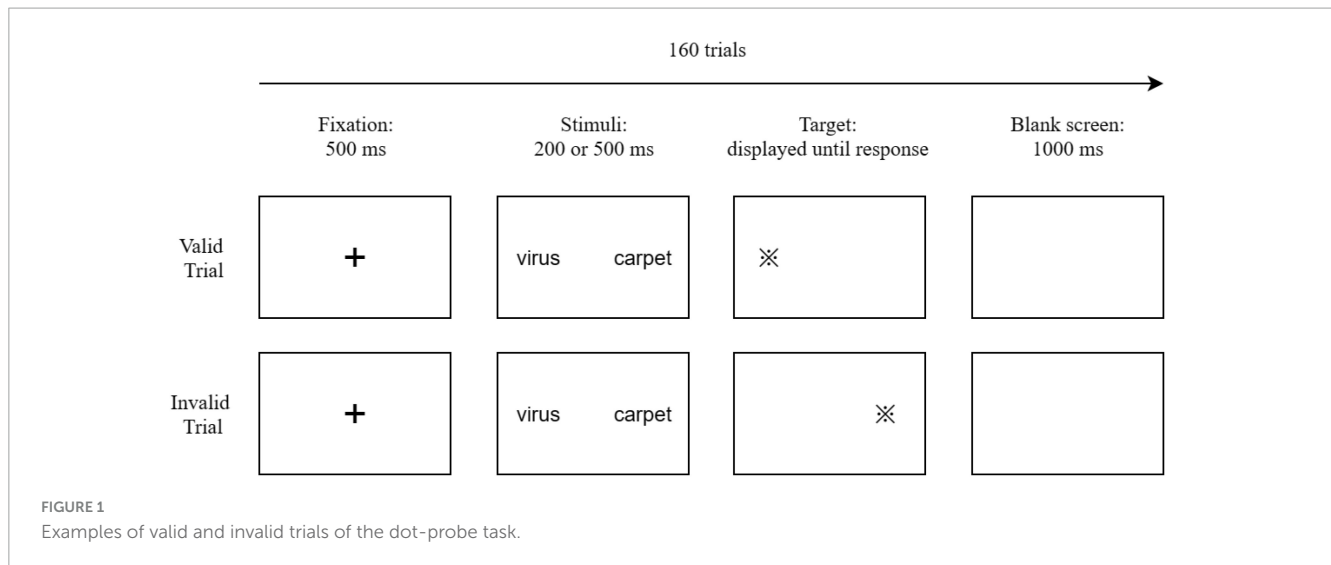 160 trials
Fixation:
500 ms
Stimuli:
200 or 500 ms
Target:
displayed until response
Blank screen:
1000 ms
Valid
Trial
+
virus carpet
※
Invalid
Trial
+
virus carpet
※
FIGURE 1
Examples of valid and invalid trials of the dot-probe task.